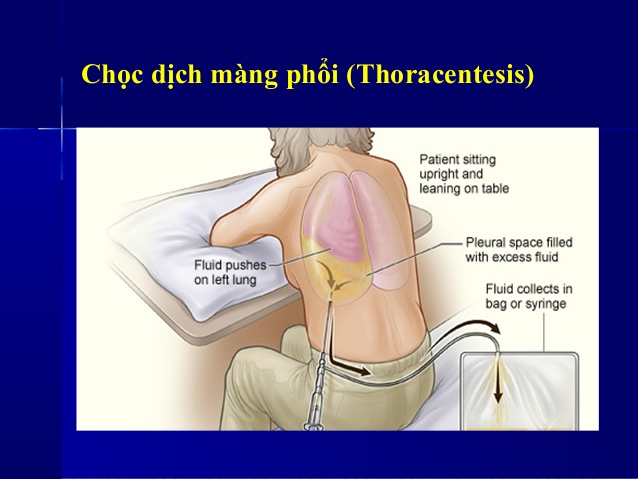 Chọc dịch màng phổi (Thoracentesis)
Patient sitting
upright and
leaning on table
Fluid pushes
on left lung
Pleural space filled
with excess fluid
Fluid collects in
bag or syringe